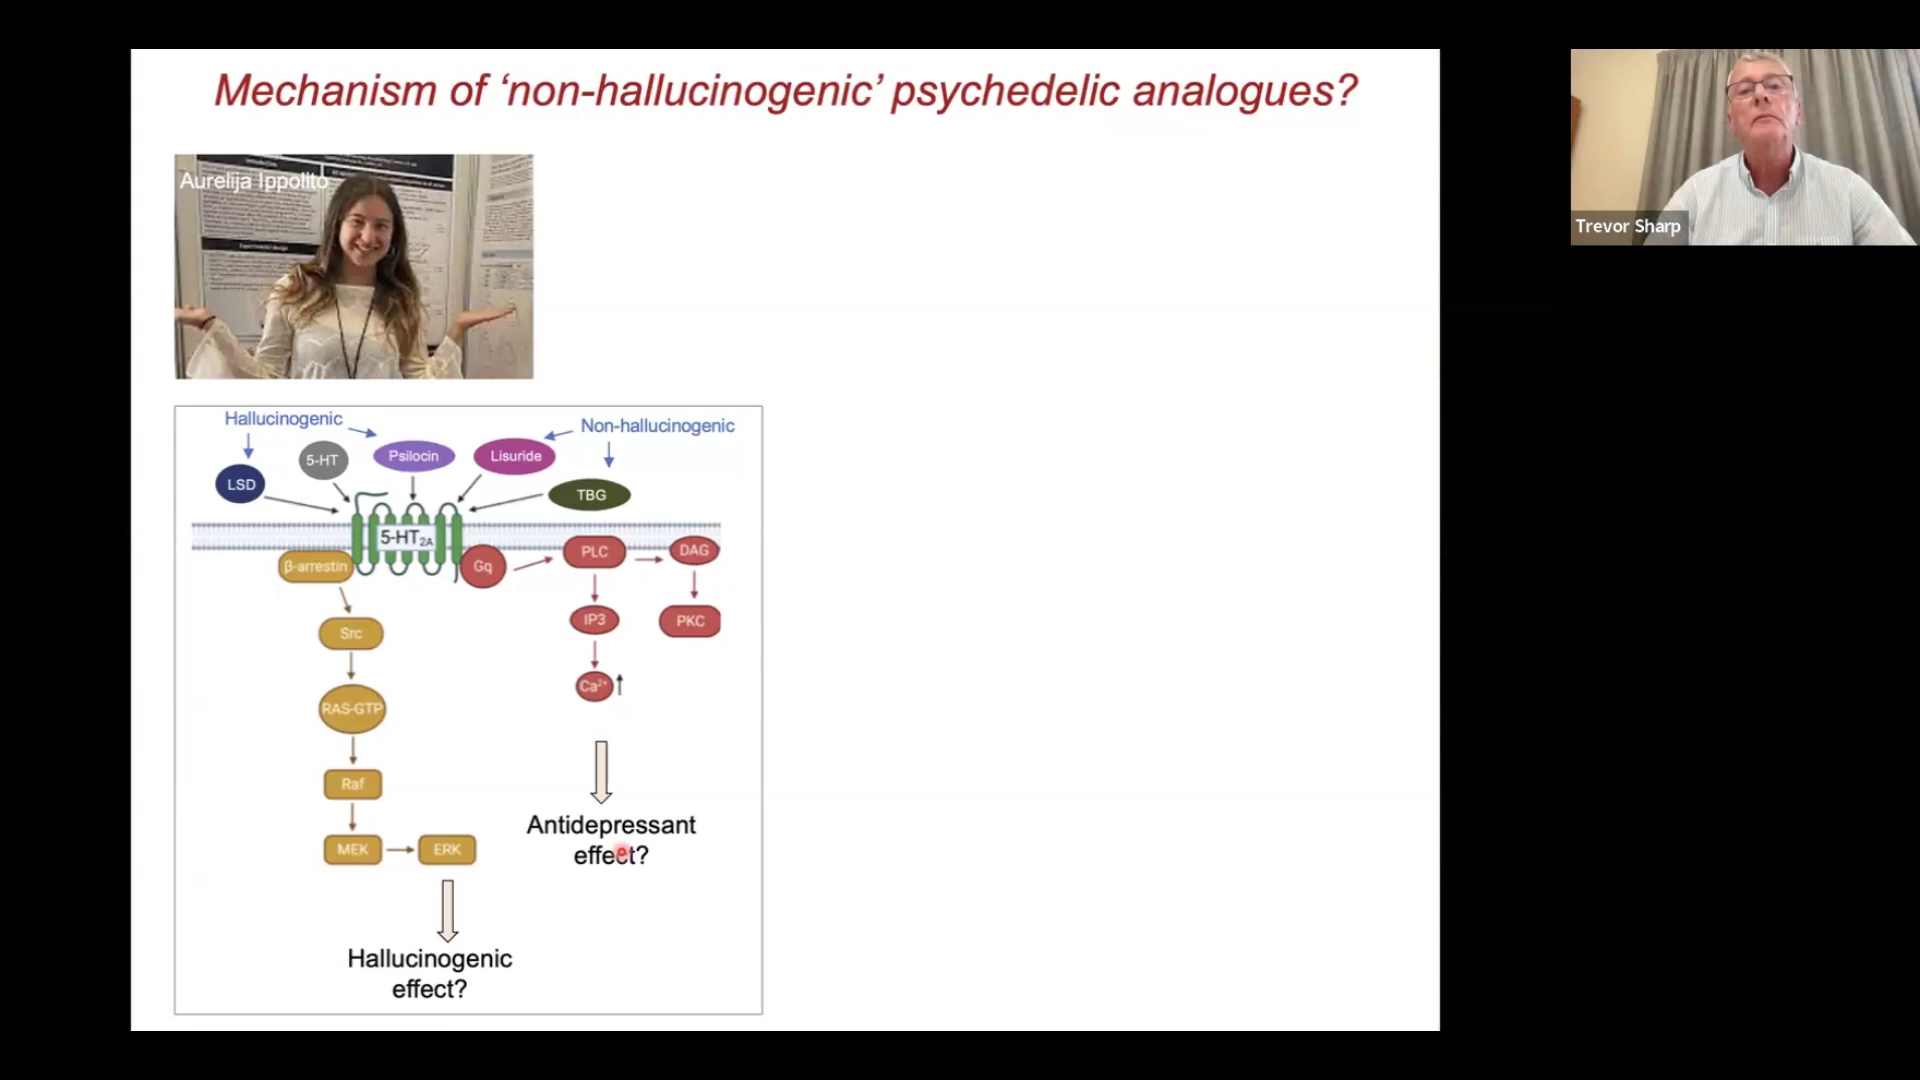 Mechanism of ‘non-hallucinogenic’ psychedelic analogues?
Trevor Sharp
Aurelija Ippolito
Hallucinogenic
Non-hallucinogenic
5-HT
Psilocin
Lisuride
LSD
TBG
5-HT2A
β-arrestin
Gq
PLC
DAG
Src
IP3
PKC
Ca²⁺
RAS-GTP
Raf
MEK
ERK
Antidepressant
effect?
Hallucinogenic
effect?